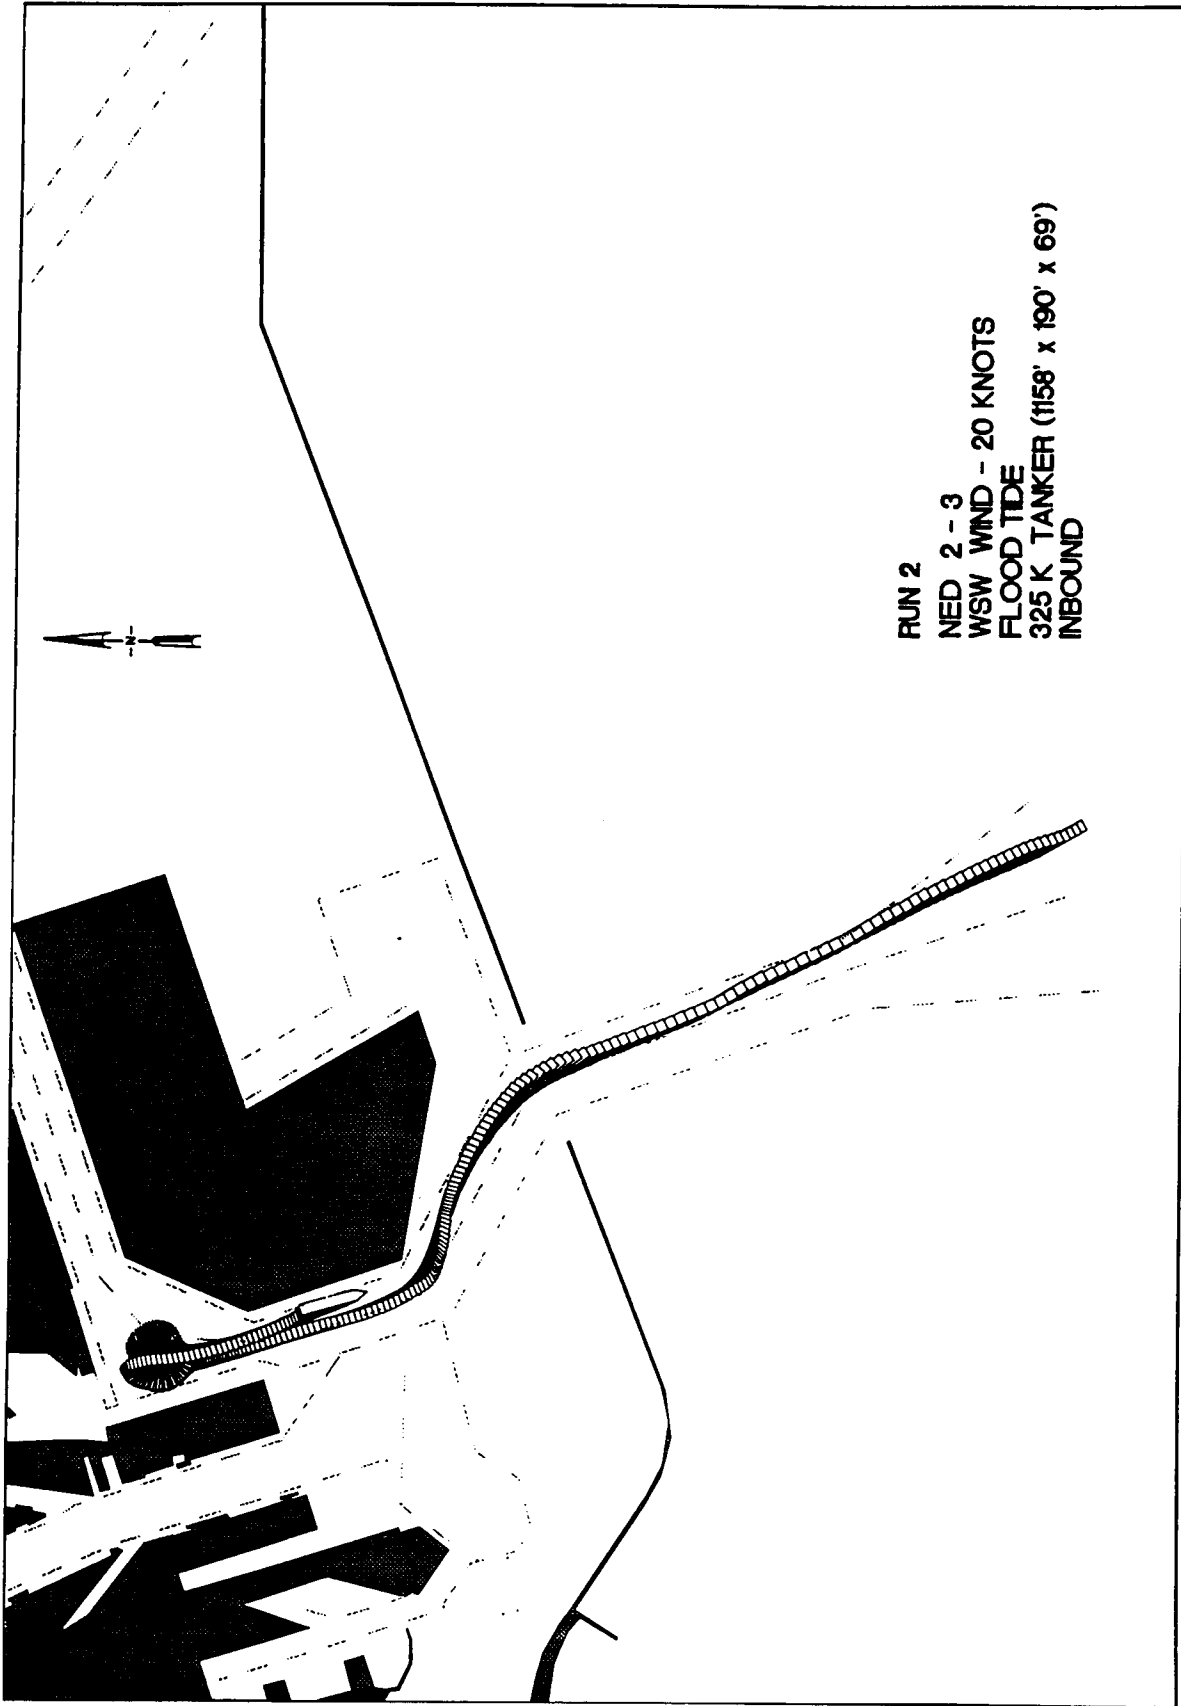 N
RUN 2
NED 2 - 3
WSW WIND - 20 KNOTS
FLOOD TIDE
325 K TANKER (1158' x 190' x 69')
INBOUND